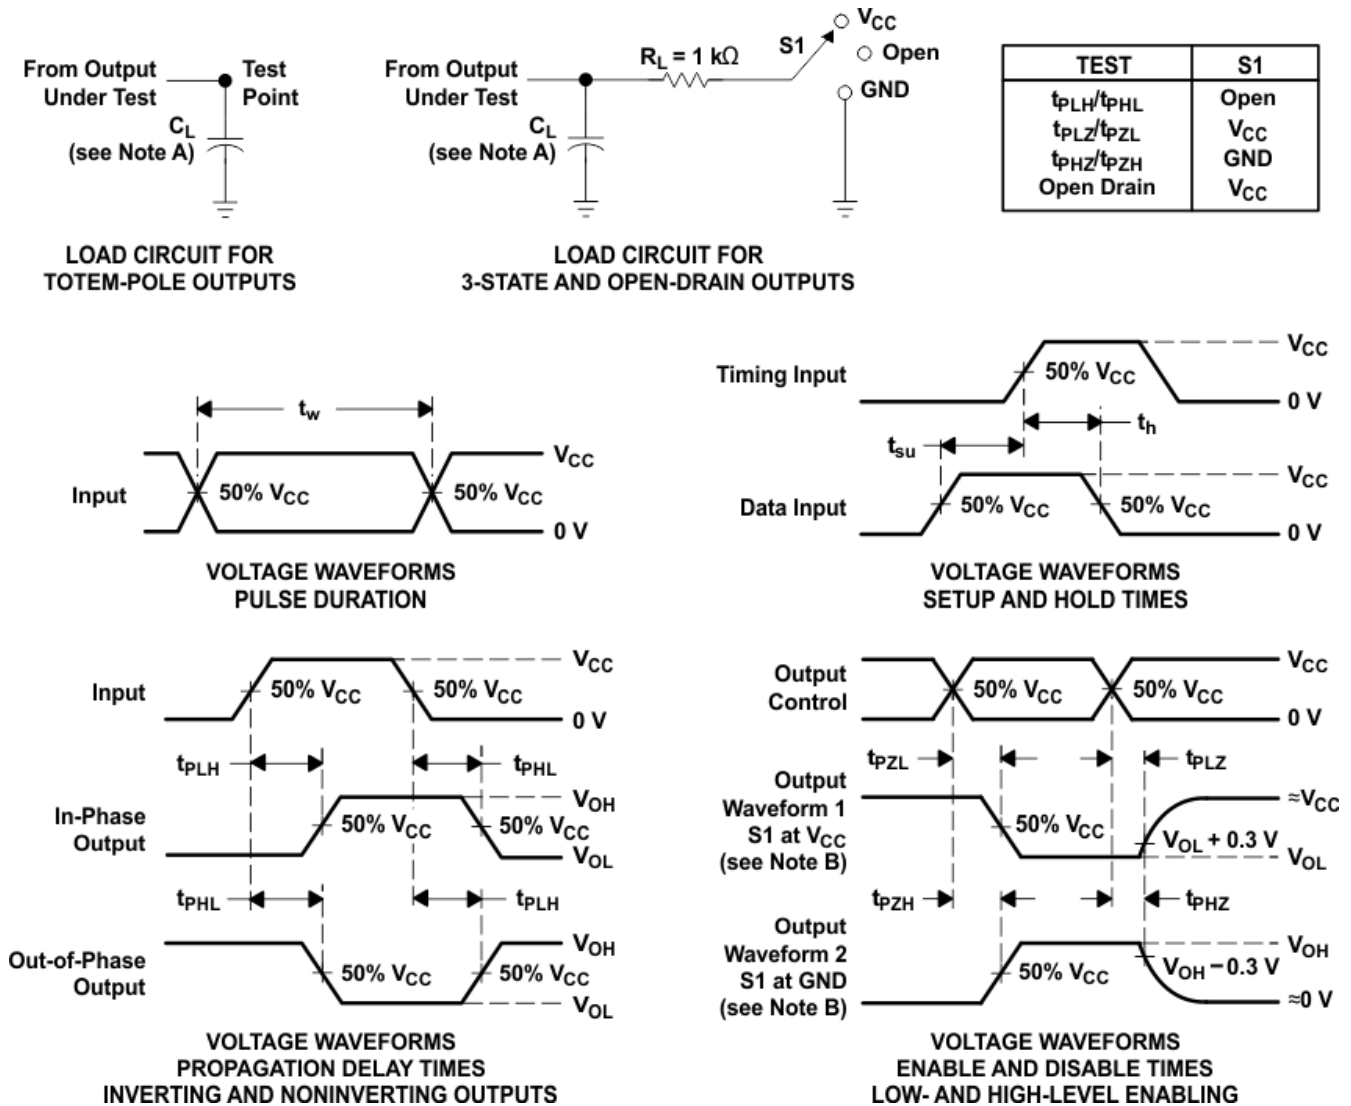 From Output
Under Test
Test
Point
CL
(see Note A)
LOAD CIRCUIT FOR
TOTEM-POLE OUTPUTS
From Output
Under Test
RL = 1 kΩ
S1
VCC
Open
GND
CL
(see Note A)
LOAD CIRCUIT FOR
3-STATE AND OPEN-DRAIN OUTPUTS
TEST S1
tPLH/tPHL Open
tPLZ/tPZL VCC
tPHZ/tPZH GND
Open Drain VCC
tw
Input
50% VCC
50% VCC
VCC
0 V
VOLTAGE WAVEFORMS
PULSE DURATION
Timing Input
50% VCC
VCC
0 V
tsu
th
Data Input
50% VCC
50% VCC
VCC
0 V
VOLTAGE WAVEFORMS
SETUP AND HOLD TIMES
Input
50% VCC
50% VCC
VCC
0 V
tPLH
tPHL
In-Phase
Output
50% VCC
50% VCC
VOH
VOL
tPHL
tPLH
Out-of-Phase
Output
50% VCC
50% VCC
VOH
VOL
VOLTAGE WAVEFORMS
PROPAGATION DELAY TIMES
INVERTING AND NONINVERTING OUTPUTS
Output
Control
50% VCC
50% VCC
VCC
0 V
tPZL
tPLZ
Output
Waveform 1
S1 at VCC
(see Note B)
50% VCC
VOL + 0.3 V
≈VCC
VOL
tPZH
tPHZ
Output
Waveform 2
S1 at GND
(see Note B)
50% VCC
VOH − 0.3 V
VOH
≈0 V
VOLTAGE WAVEFORMS
ENABLE AND DISABLE TIMES
LOW- AND HIGH-LEVEL ENABLING